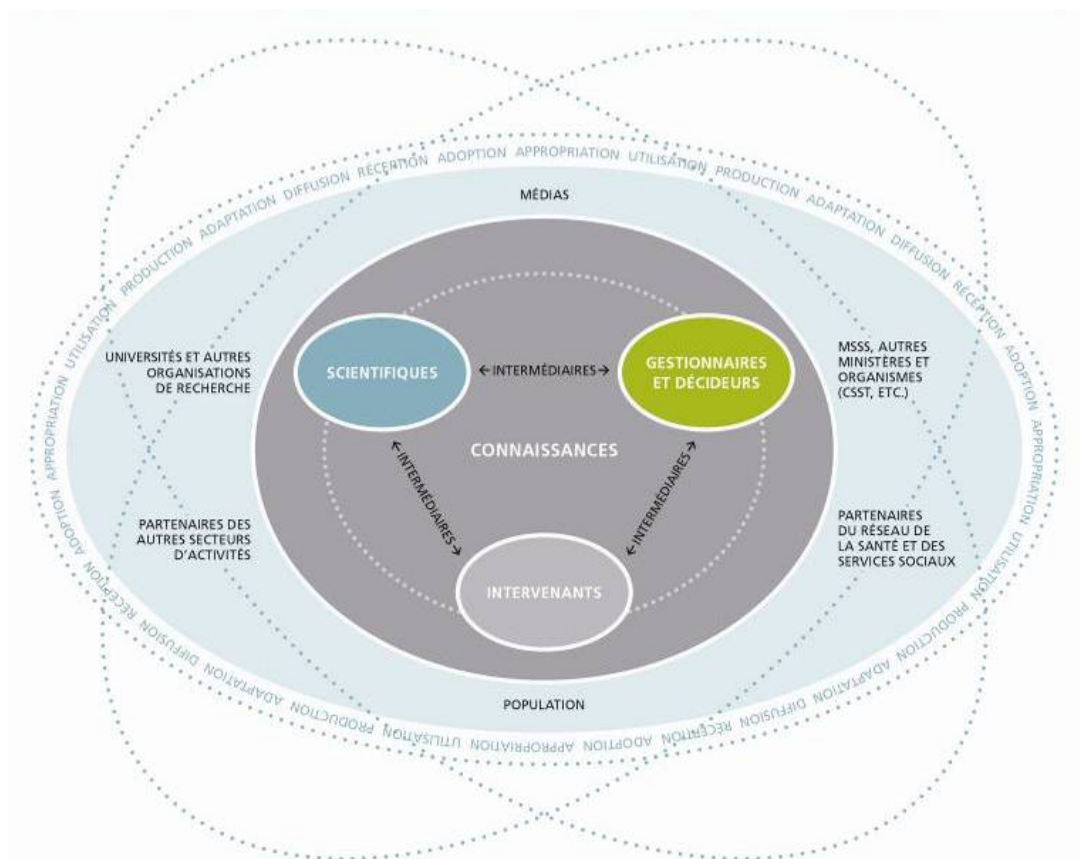 ADOPTION APPROPRIATION UTILISATION PRODUCTION ADAPTATION DIFFUSION RÉCEPTION ADOPTION APPROPRIATION UTILISATION PRODUCTION ADAPTATION DIFFUSION RÉCEPTION ADOPTION APPROPRIATION UTILISATION PRODUCTION ADAPTATION DIFFUSION RÉCEPTION ADOPTION APPROPRIATION UTILISATION PRODUCTION ADAPTATION DIFFUSION RÉCEPTION
MÉDIAS
UNIVERSITÉS ET AUTRES
ORGANISATIONS
DE RECHERCHE
SCIENTIFIQUES
INTERMÉDIAIRES
GESTIONNAIRES
ET DÉCIDEURS
MSSS, AUTRES
MINISTÈRES ET
ORGANISMES
(CSST, ETC.)
CONNAISSANCES
INTERMÉDIAIRES
INTERMÉDIAIRES
PARTENAIRES DES
AUTRES SECTEURS
D'ACTIVITÉS
PARTENAIRES
DU RÉSEAU DE
LA SANTÉ ET DES
SERVICES SOCIAUX
INTERVENANTS
POPULATION